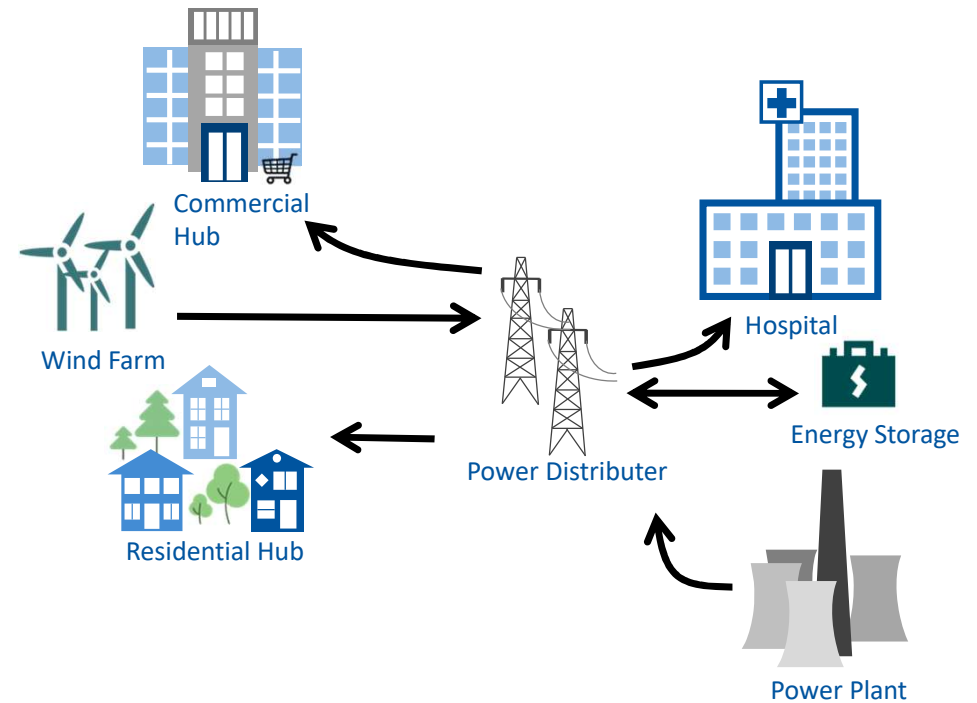 Commercial
Hub
Wind Farm
Hospital
Energy Storage
Power Distributer
Residential Hub
Power Plant